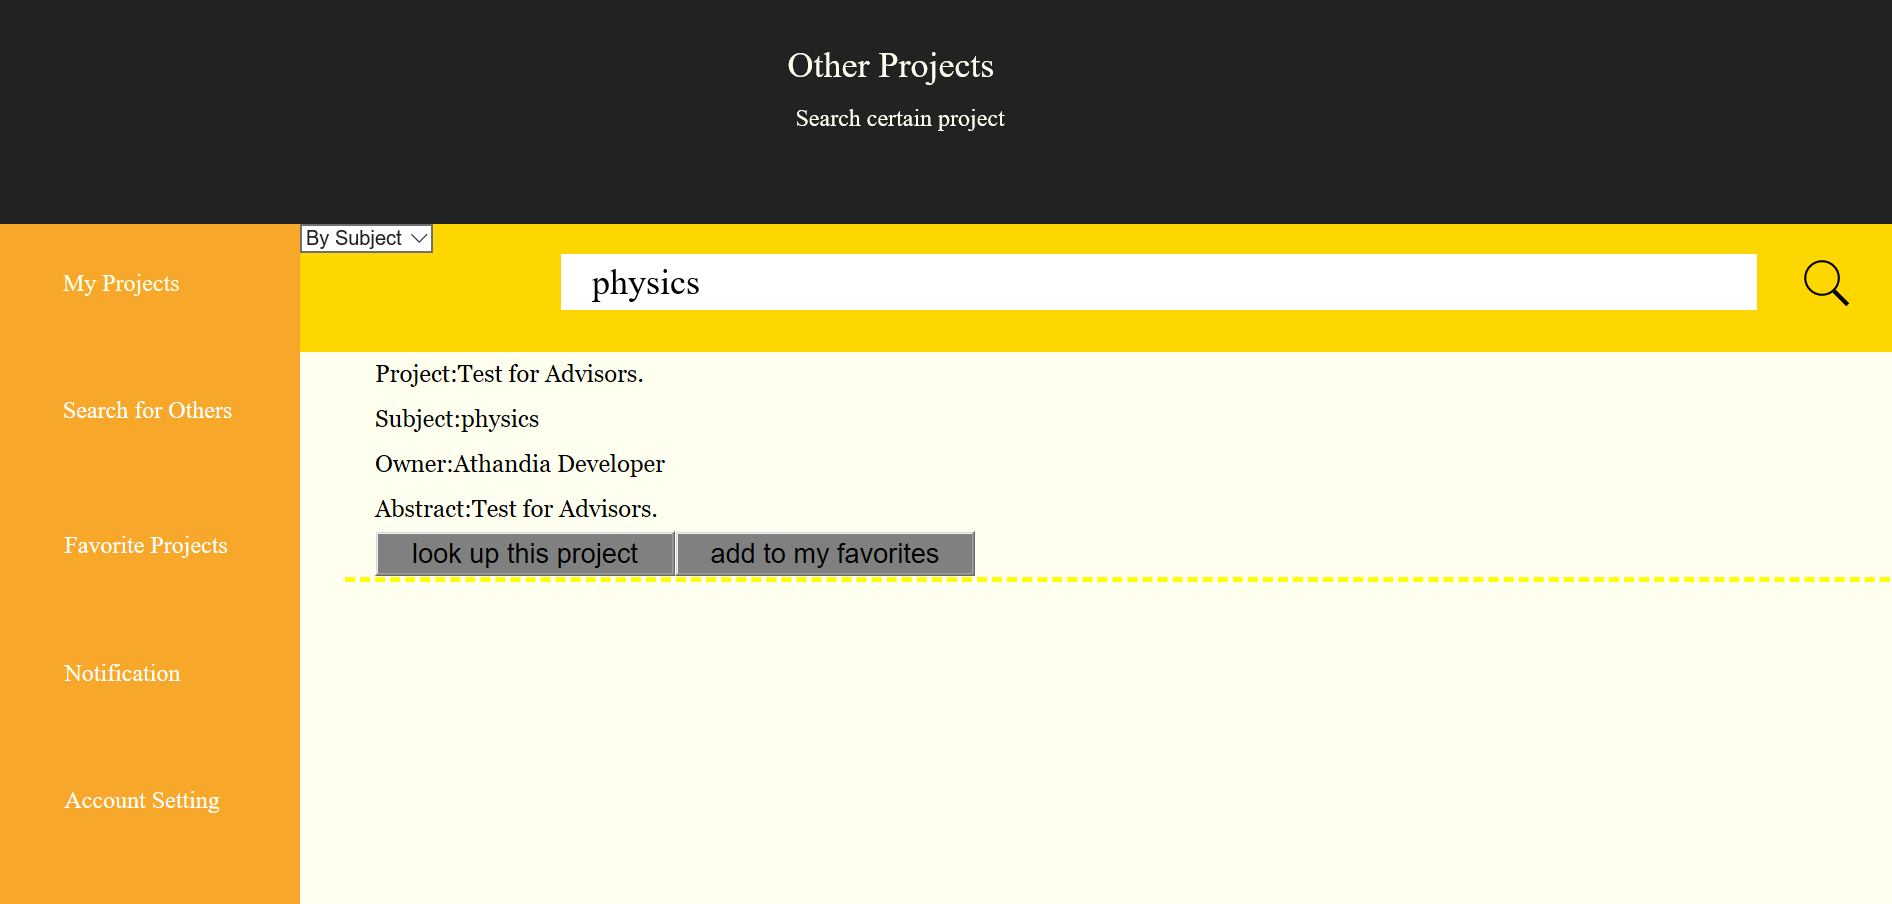 Other Projects
Search certain project
By Subject
physics
My Projects
Search for Others
Favorite Projects
Notification
Account Setting
Project:Test for Advisors.
Subject:physics
Owner:Athandia Developer
Abstract:Test for Advisors.
look up this project add to my favorites